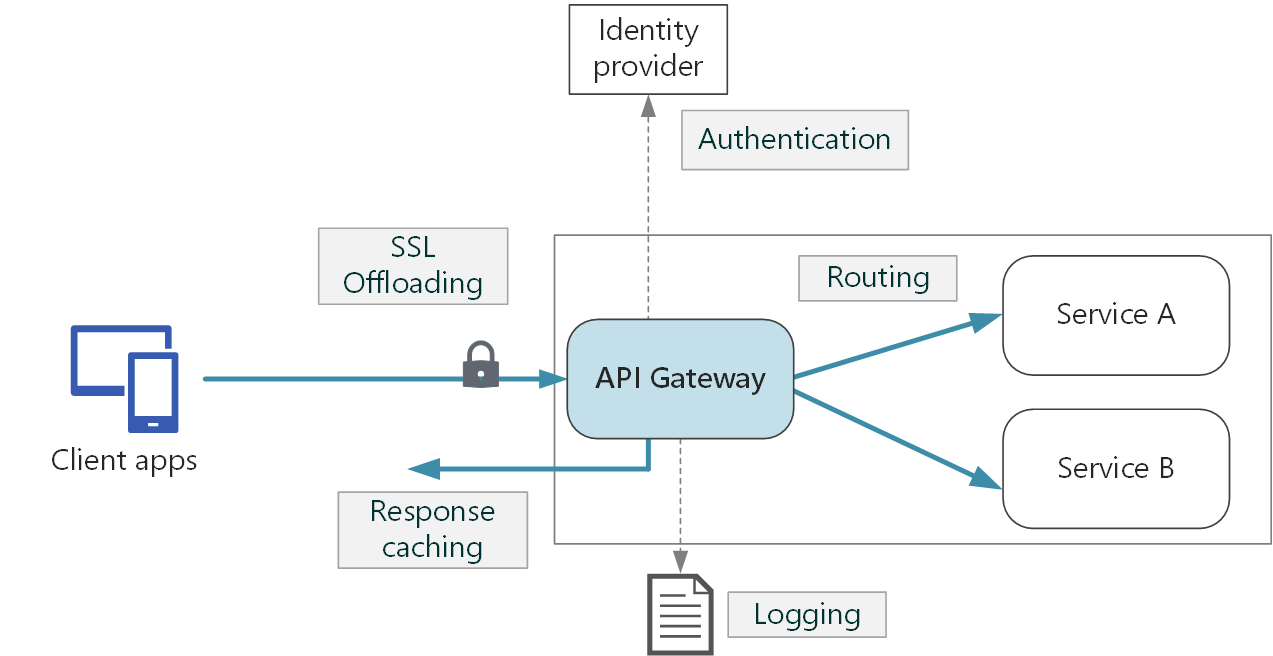 Identity
provider
Authentication
SSL
Offloading
Routing
Service A
API Gateway
Client apps
Service B
Response
caching
Logging